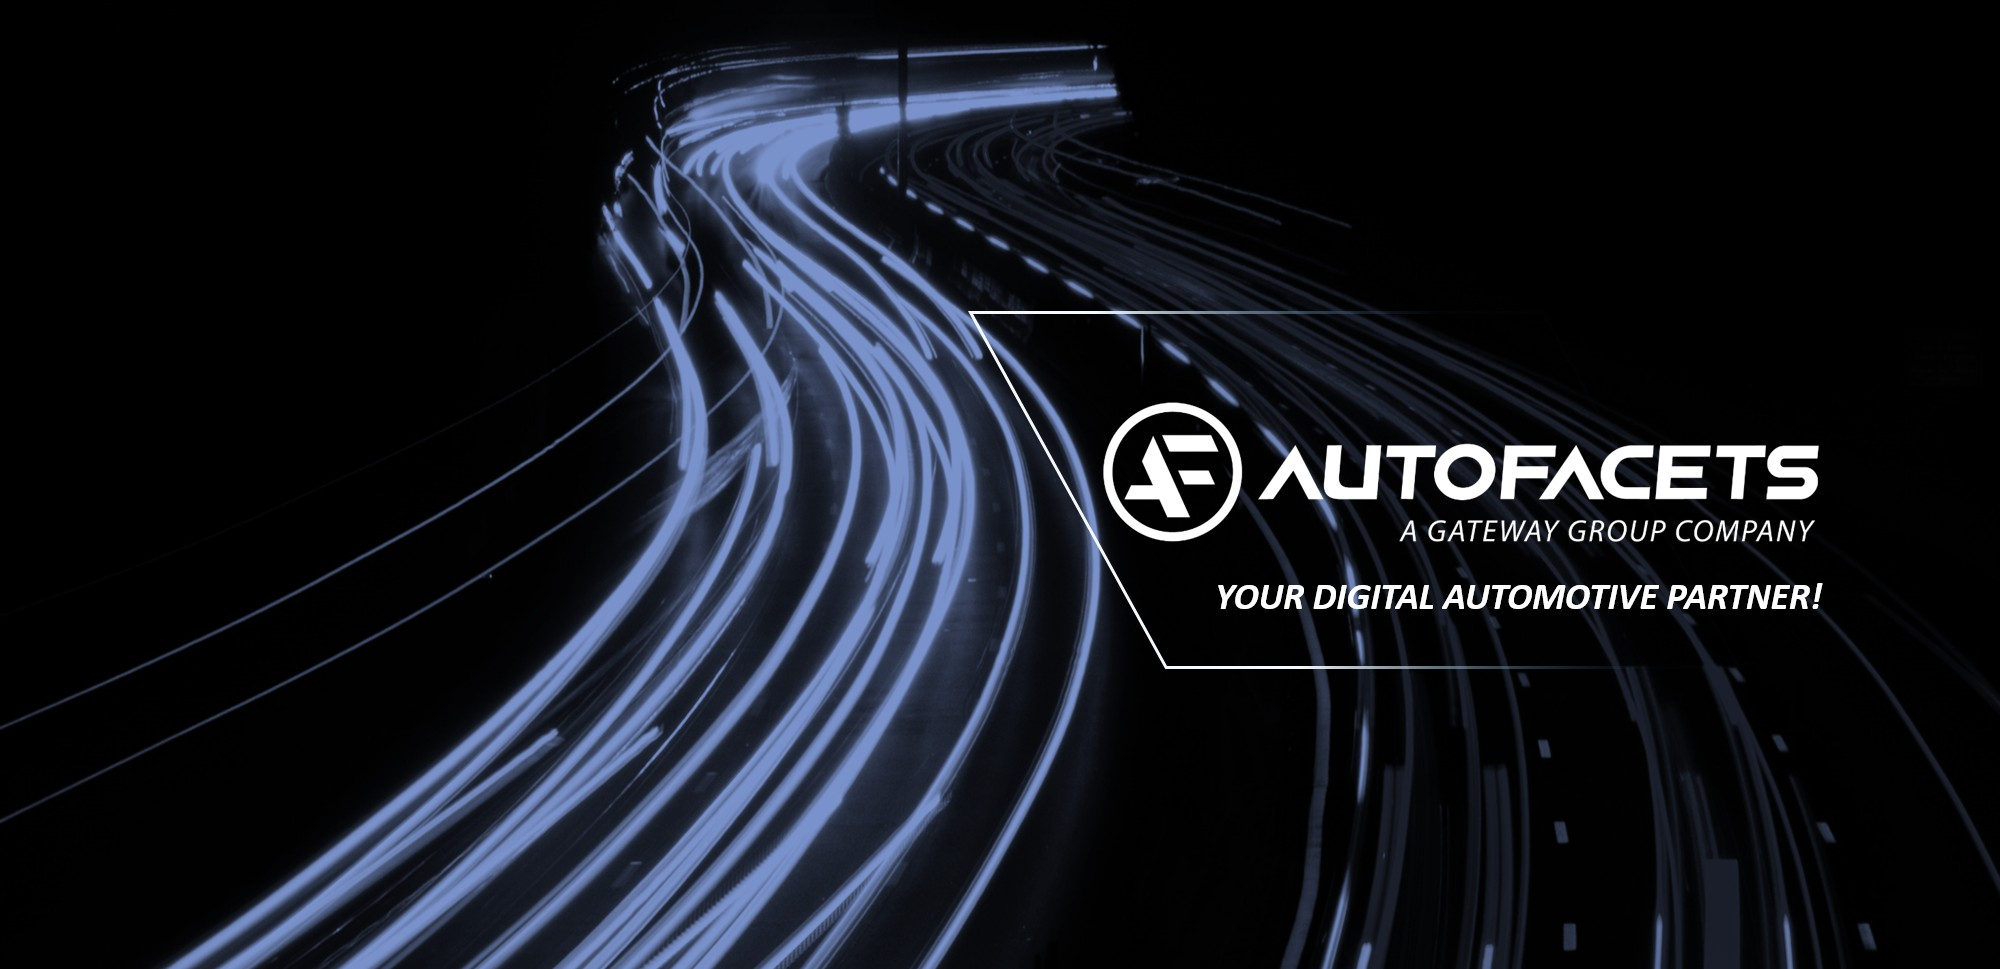 AF AUTOFACETS
A GATEWAY GROUP COMPANY
YOUR DIGITAL AUTOMOTIVE PARTNER!